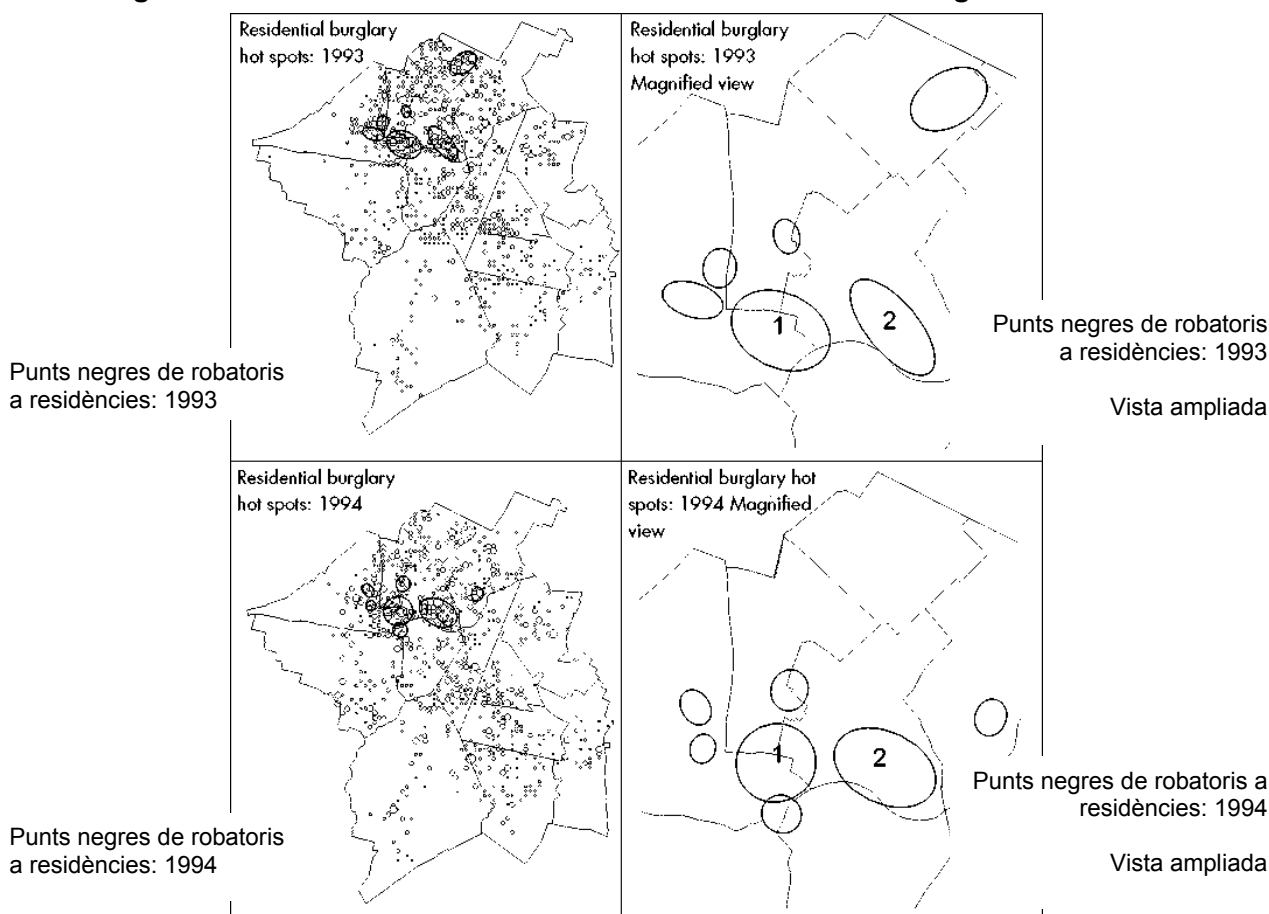 Residential burglary
hot spots: 1993
Residential burglary
hot spots: 1993
Magnified view
1
2
Punts negres de robatoris
a residències: 1993
Punts negres de robatoris
a residències: 1993
Vista ampliada
Residential burglary
hot spots: 1994
Residential burglary hot
spots: 1994 Magnified
view
1
2
Punts negres de robatoris
a residències: 1994
Punts negres de robatoris a
residències: 1994
Vista ampliada